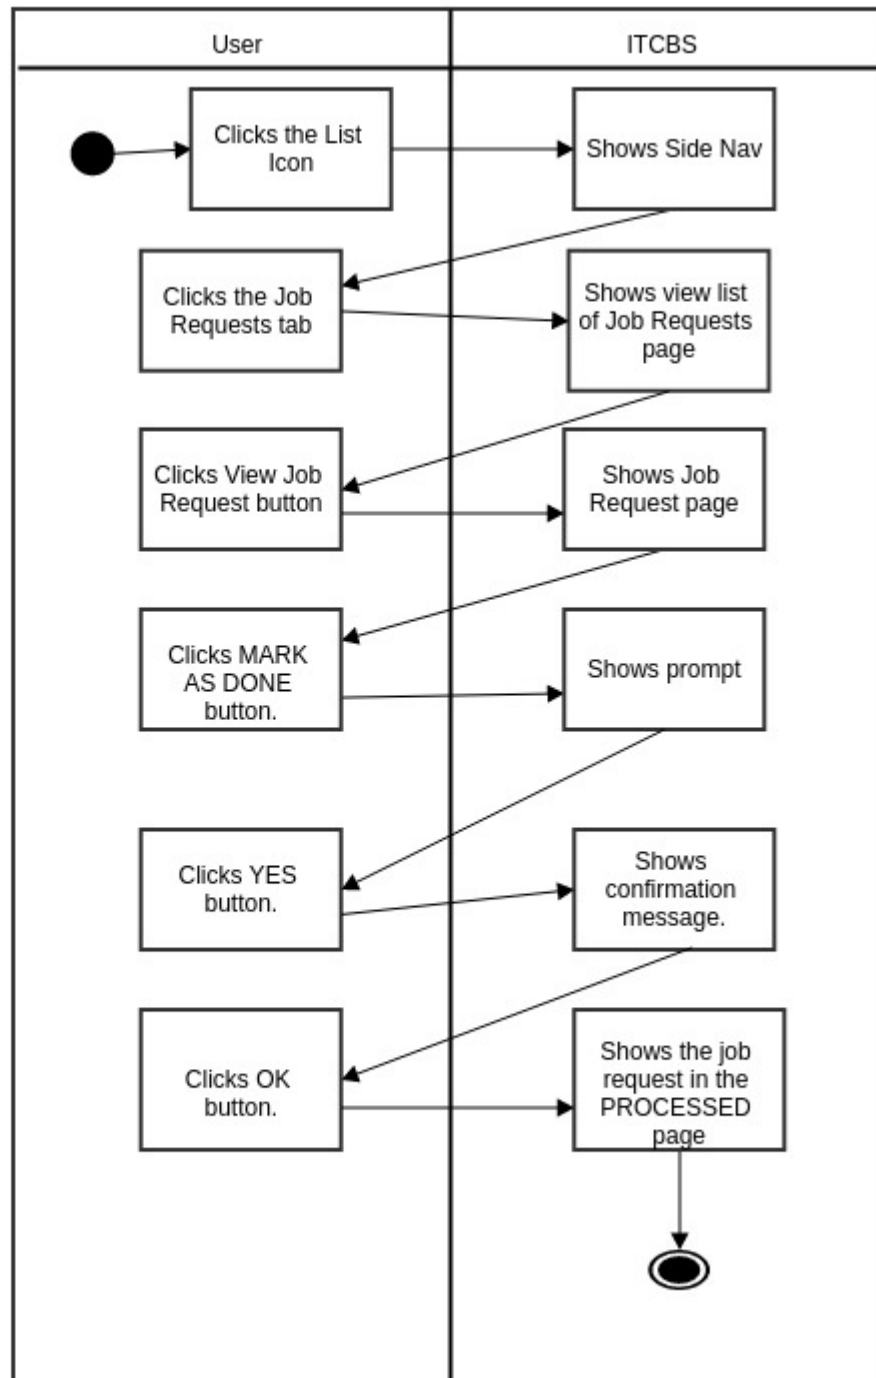 User
ITCBS
Clicks the List
Icon
Shows Side Nav
Clicks the Job
Requests tab
Shows view list
of Job Requests
page
Clicks View Job
Request button
Shows Job
Request page
Clicks MARK
AS DONE
button.
Shows prompt
Clicks YES
button.
Shows
confirmation
message.
Clicks OK
button.
Shows the job
request in the
PROCESSED
page